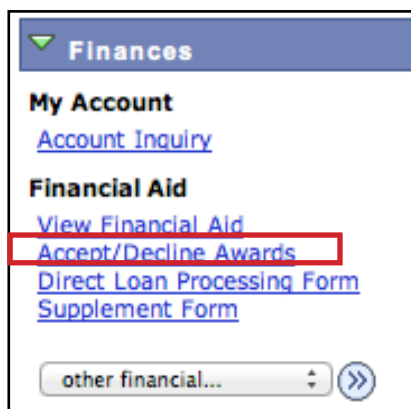 Finances
My Account
Account Inquiry
Financial Aid
View Financial Aid
Accept/Decline Awards
Direct Loan Processing Form
Supplement Form
other financial...